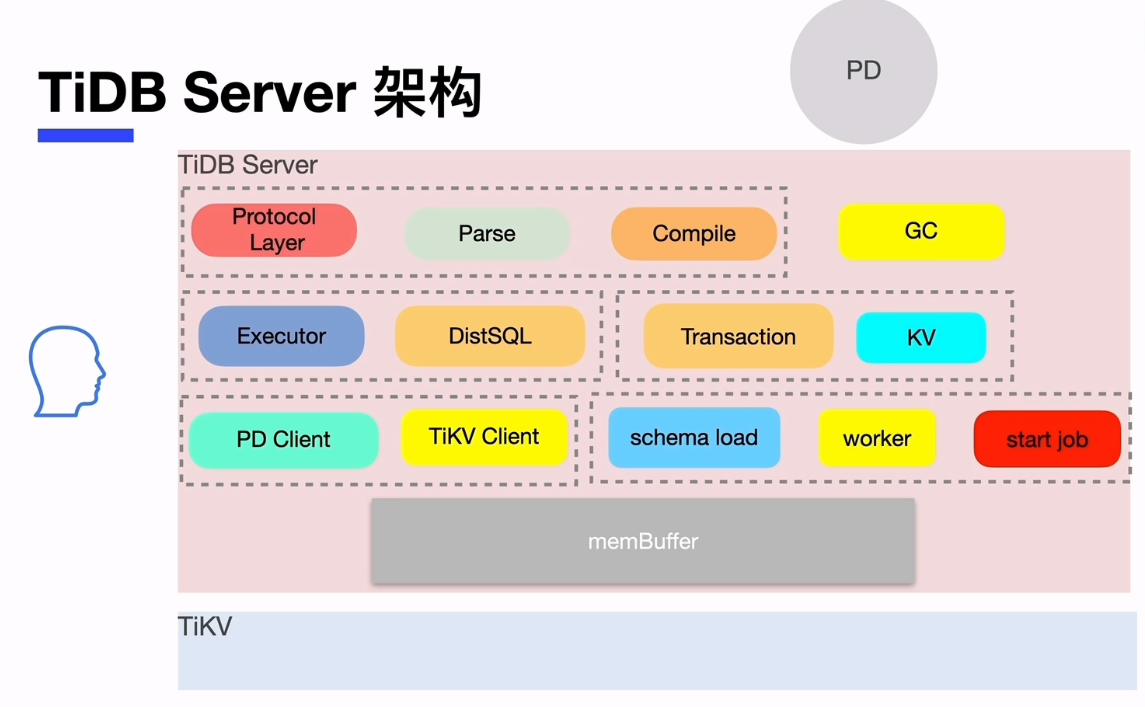 PD
TiDB Server 架构
TiDB Server
Protocol
Layer
Parse
Compile
GC
Executor
DistSQL
Transaction
KV
PD Client
TiKV Client
schema load
worker
start job
memBuffer
TiKV